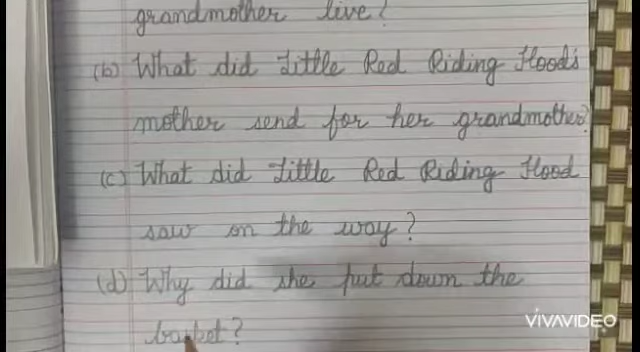 grandmother live?
(b) What did Little Red Riding Hood's
mother send for her grandmother?
(c) What did Little Red Riding Hood
saw on the way?
(d) Why did she put down the
basket?
VIVAVIDEO